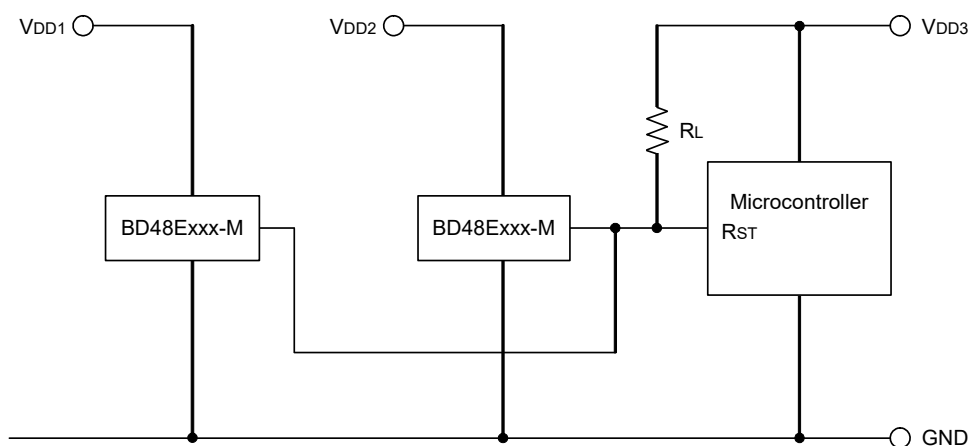 VDD1
VDD2
VDD3
RL
BD48Exxx-M
BD48Exxx-M
Microcontroller
RST
GND